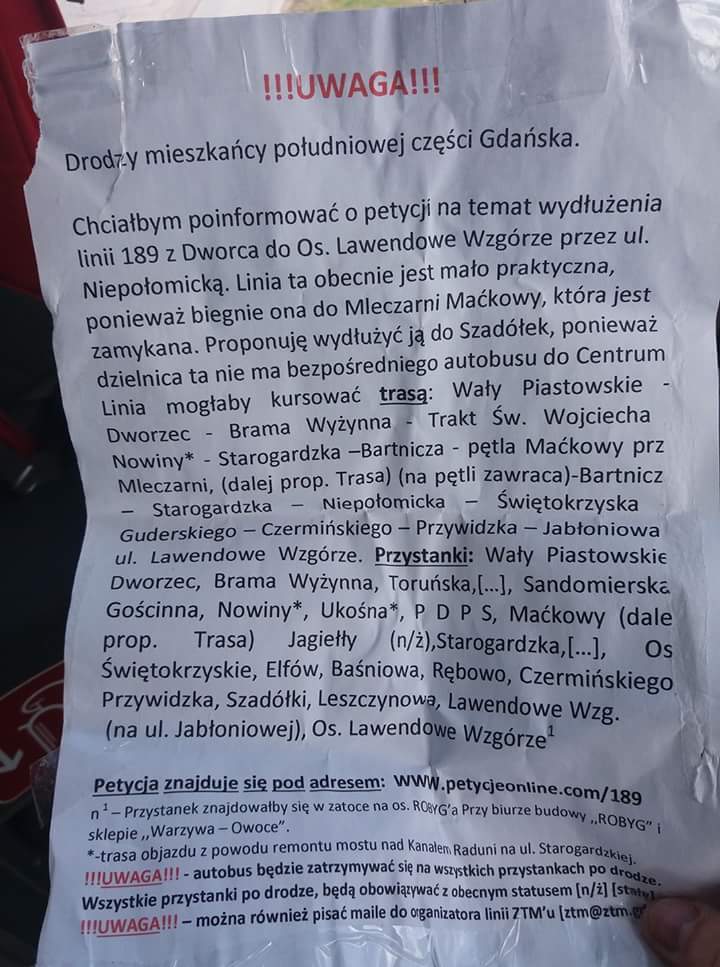 !!!UWAGA!!!
Drodzy mieszkańcy południowej części Gdańska.
Chciałbym poinformować o petycji na temat wydłużenia
linii 189 z Dworca do Os. Lawendowe Wzgórze przez ul.
Niepołomicką. Linia ta obecnie jest mało praktyczna,
ponieważ biegnie ona do Mleczarni Maćkowy, która jest
zamykana. Proponuję wydłużyć ją do Szadółek, ponieważ
dzielnica ta nie ma bezpośredniego autobusu do Centrum
Linia mogłaby kursować trasą: Wały Piastowskie -
Dworzec - Brama Wyżynna - Trakt Św. Wojciecha
Nowiny* - Starogardzka –Bartnicza - pętla Maćkowy prz
Mleczarni, (dalej prop. Trasa) (na pętli zawraca)-Bartnicz
– Starogardzka – Niepołomicka – Świętokrzyska
Guderskiego – Czermińskiego – Przywidzka – Jabłoniowa
ul. Lawendowe Wzgórze. Przystanki: Wały Piastowskie
Dworzec, Brama Wyżynna, Toruńska,[...], Sandomierska
Gościnna, Nowiny*, Ukośna*, P D P S, Maćkowy (dale
prop. Trasa) Jagiełły (n/ż),Starogardzka,[...], Os
Świętokrzyskie, Elfów, Baśniowa, Rębowo, Czermińskiego
Przywidzka, Szadółki, Leszczynowa, Lawendowe Wzg.
(na ul. Jabłoniowej), Os. Lawendowe Wzgórze¹
Petycja znajduje się pod adresem: WWW.petycjeonline.com/189
n ¹ – Przystanek znajdowałby się w zatoce na os. ROBYG'a Przy biurze budowy ,,ROBYG" i
sklepie ,,Warzywa – Owoce".
*-trasa objazdu z powodu remontu mostu nad Kanałem Raduni na ul. Starogardzkiej.
!!!UWAGA!!! - autobus będzie zatrzymywać się na wszystkich przystankach po drodze.
Wszystkie przystanki po drodze, będą obowiązywać z obecnym statusem [n/ż]
!!!UWAGA!!! – można również pisać maile do organizatora linii ZTM'u [ztm@ztm.